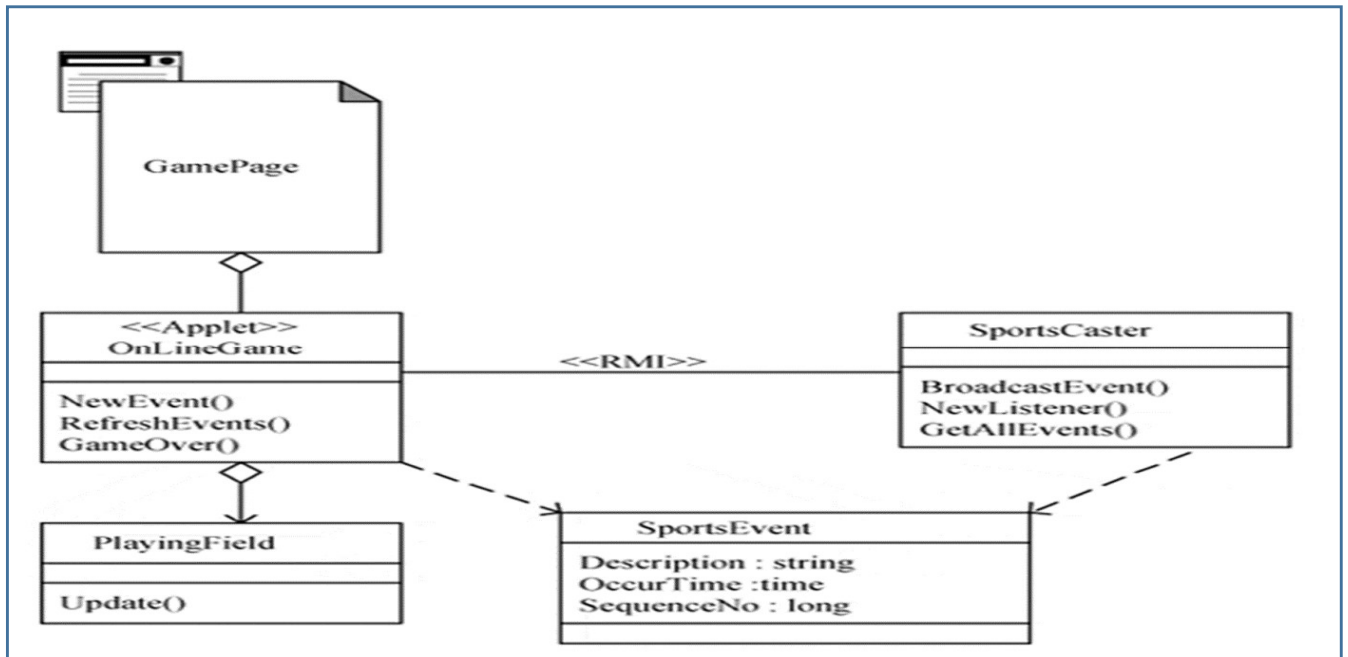 GamePage
<<Applet>>
OnLineGame
NewEvent()
RefreshEvents()
GameOver()
<<RMI>>
SportsCaster
BroadcastEvent()
NewListener()
GetAllEvents()
PlayingField
Update()
SportsEvent
Description : string
OccurTime :time
SequenceNo : long